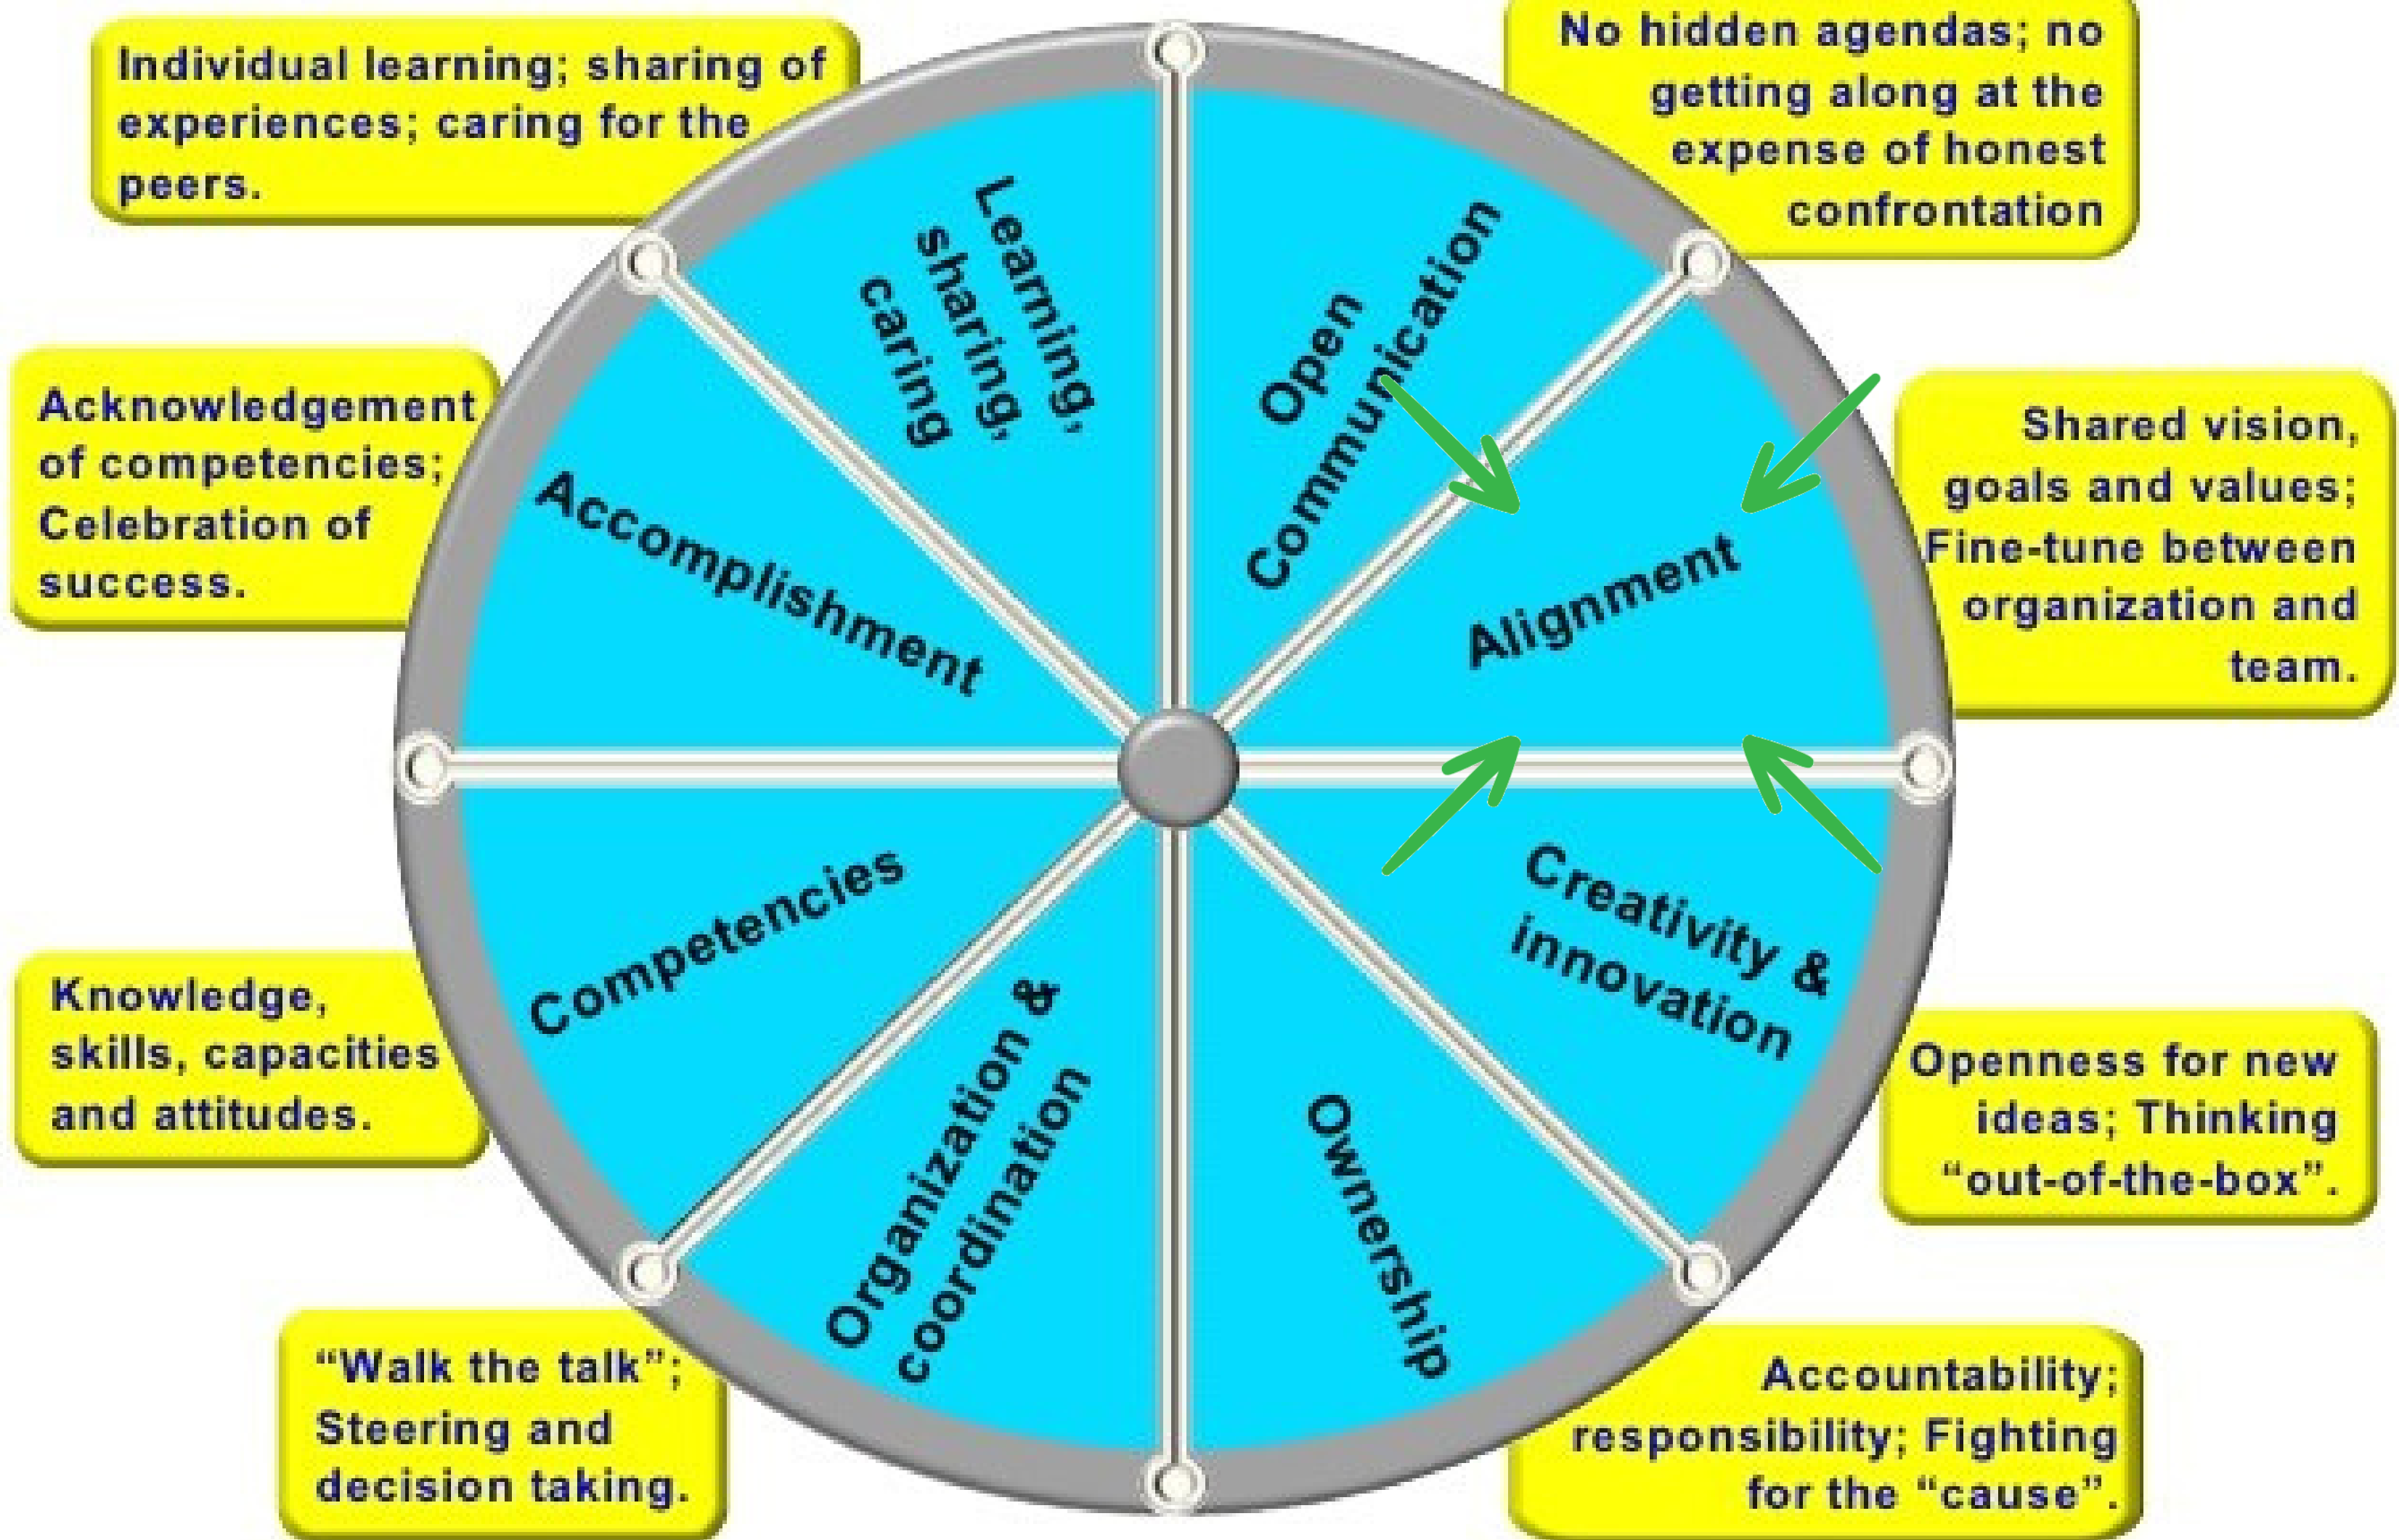 Individual learning; sharing of
experiences; caring for the
peers.
No hidden agendas; no
getting along at the
expense of honest
confrontation
Learning,
sharing,
caring
Open
Communication
Acknowledgement
of competencies;
Celebration of
success.
Accomplishment
Alignment
Shared vision,
goals and values;
Fine-tune between
organization and
team.
Knowledge,
skills, capacities
and attitudes.
Competencies
Creativity &
innovation
Openness for new
ideas; Thinking
“out-of-the-box”.
Organization &
coordination
Ownership
“Walk the talk”;
Steering and
decision taking.
Accountability;
responsibility; Fighting
for the “cause”.